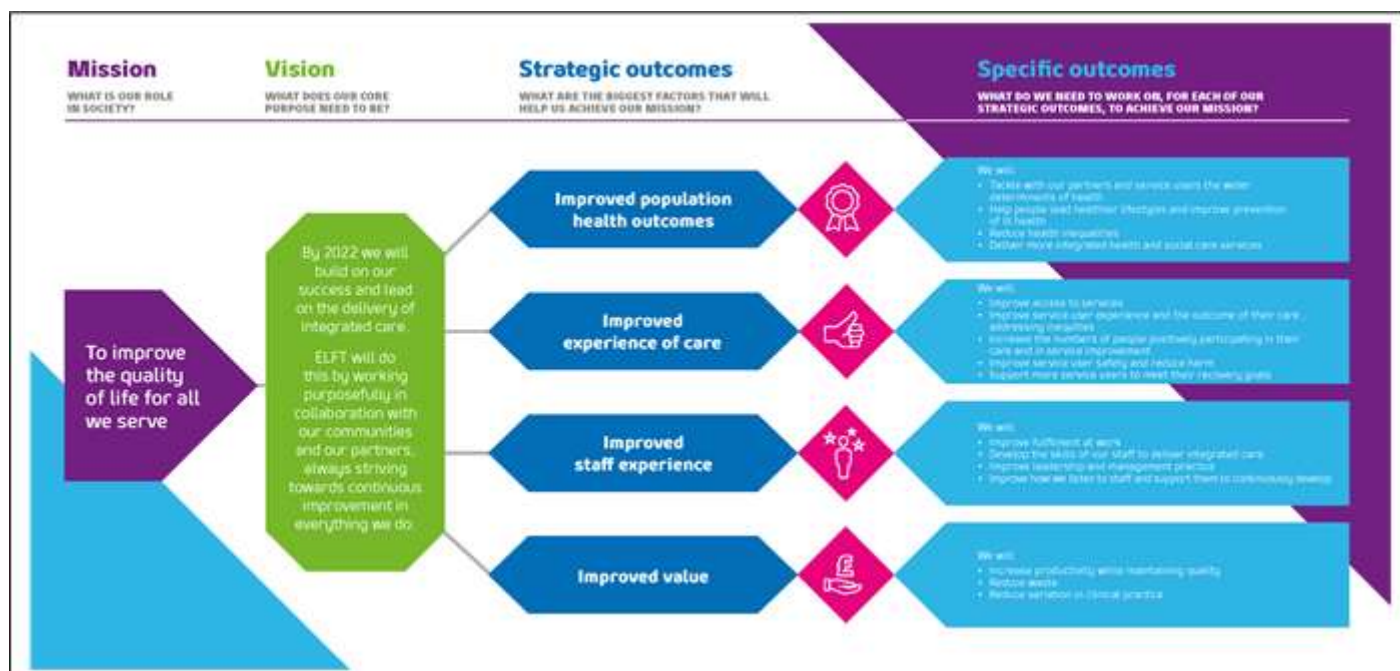 Mission
WHAT IS OUR ROLE
IN SOCIETY?
Vision
WHAT DOES OUR CORE
PURPOSE NEED TO BE?
Strategic outcomes
WHAT ARE THE BIGGEST FACTORS THAT WILL
HELP US ACHIEVE OUR MISSION?
Specific outcomes
WHAT DO WE NEED TO WORK ON, FOR EACH OF OUR
STRATEGIC OUTCOMES, TO ACHIEVE OUR MISSION?
To improve
the quality
of life for all
we serve
By 2022 we will
build on our
success and lead
on the delivery of
integrated care.
ELFT will do
this by working
purposefully in
collaboration with
our communities
and our partners,
always striving
towards continuous
improvement in
everything we do.
Improved population
health outcomes
We will:
• Tackle with our partners and service users the wider
determinants of health
• Help people lead healthier lifestyles and improve prevention
of ill health
• Reduce health inequalities
• Deliver more integrated health and social care services
Improved
experience of care
We will:
• Improve access to services
• Improve service user experience and the outcome of their care,
addressing inequities
• Increase the numbers of people positively participating in their
care and in service improvement
• Improve service user safety and reduce harm
• Support more service users to meet their recovery goals
Improved
staff experience
We will:
• Improve fulfilment at work
• Develop the skills of our staff to deliver integrated care
• Improve leadership and management practice
• Improve how we listen to staff and support them to continuously develop
Improved value
£
We will:
• Increase productivity while maintaining quality
• Reduce waste
• Reduce variation in clinical practice